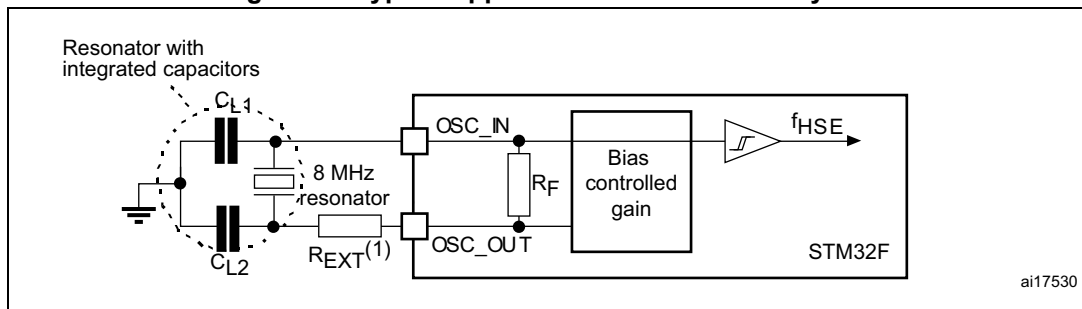 Resonator with
integrated capacitors
CL1
OSC_IN
fHSE
8 MHz
resonator
RF
Bias
controlled
gain
REXT(1)
OSC_OUT
STM32F
CL2
ai17530